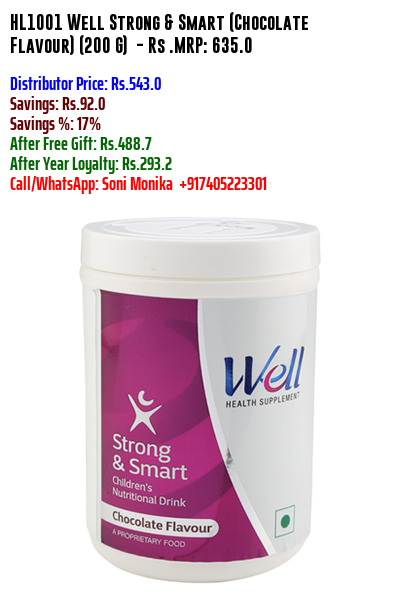 HL1001 Well Strong & Smart (Chocolate
Flavour) (200 g) - Rs .MRP: 635.0
Distributor Price: Rs.543.0
Savings: Rs.92.0
Savings %: 17%
After Free Gift: Rs.488.7
After Year Loyalty: Rs.293.2
Call/WhatsApp: Soni Monika +917405223301
Well
HEALTH SUPPLEMENT
Strong
& Smart
Children's
Nutritional Drink
Chocolate Flavour
A PROPRIETARY FOOD